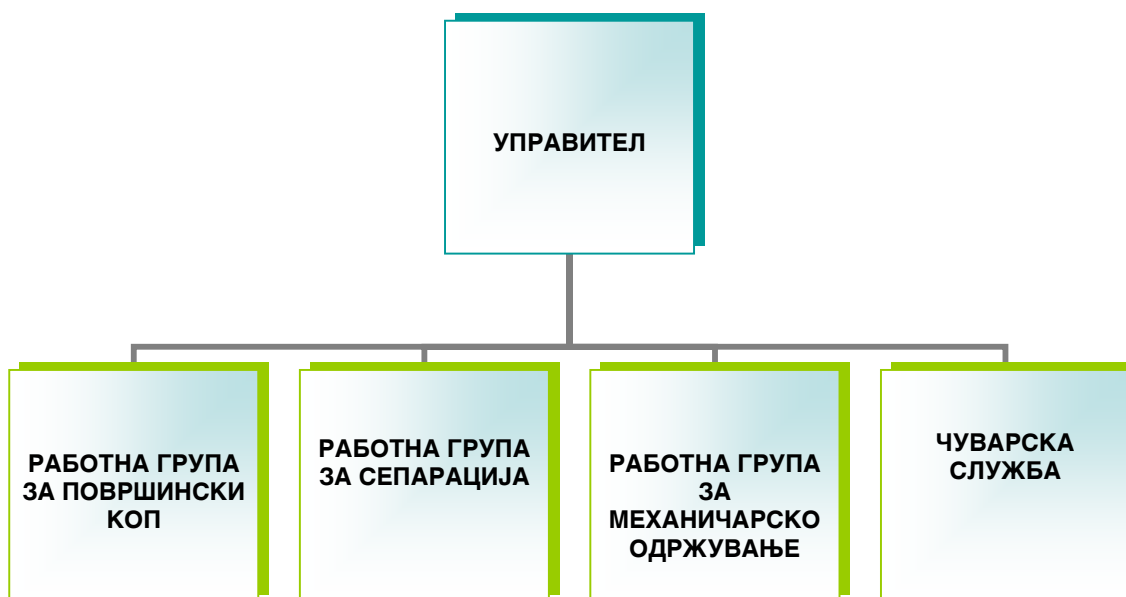 УПРАВИТЕЛ
РАБОТНА ГРУПА
ЗА ПОВРШИНСКИ
КОП
РАБОТНА ГРУПА
ЗА СЕПАРАЦИЈА
РАБОТНА ГРУПА
ЗА
МЕХАНИЧАРСКО
ОДРЖУВАЊЕ
ЧУВАРСКА
СЛУЖБА